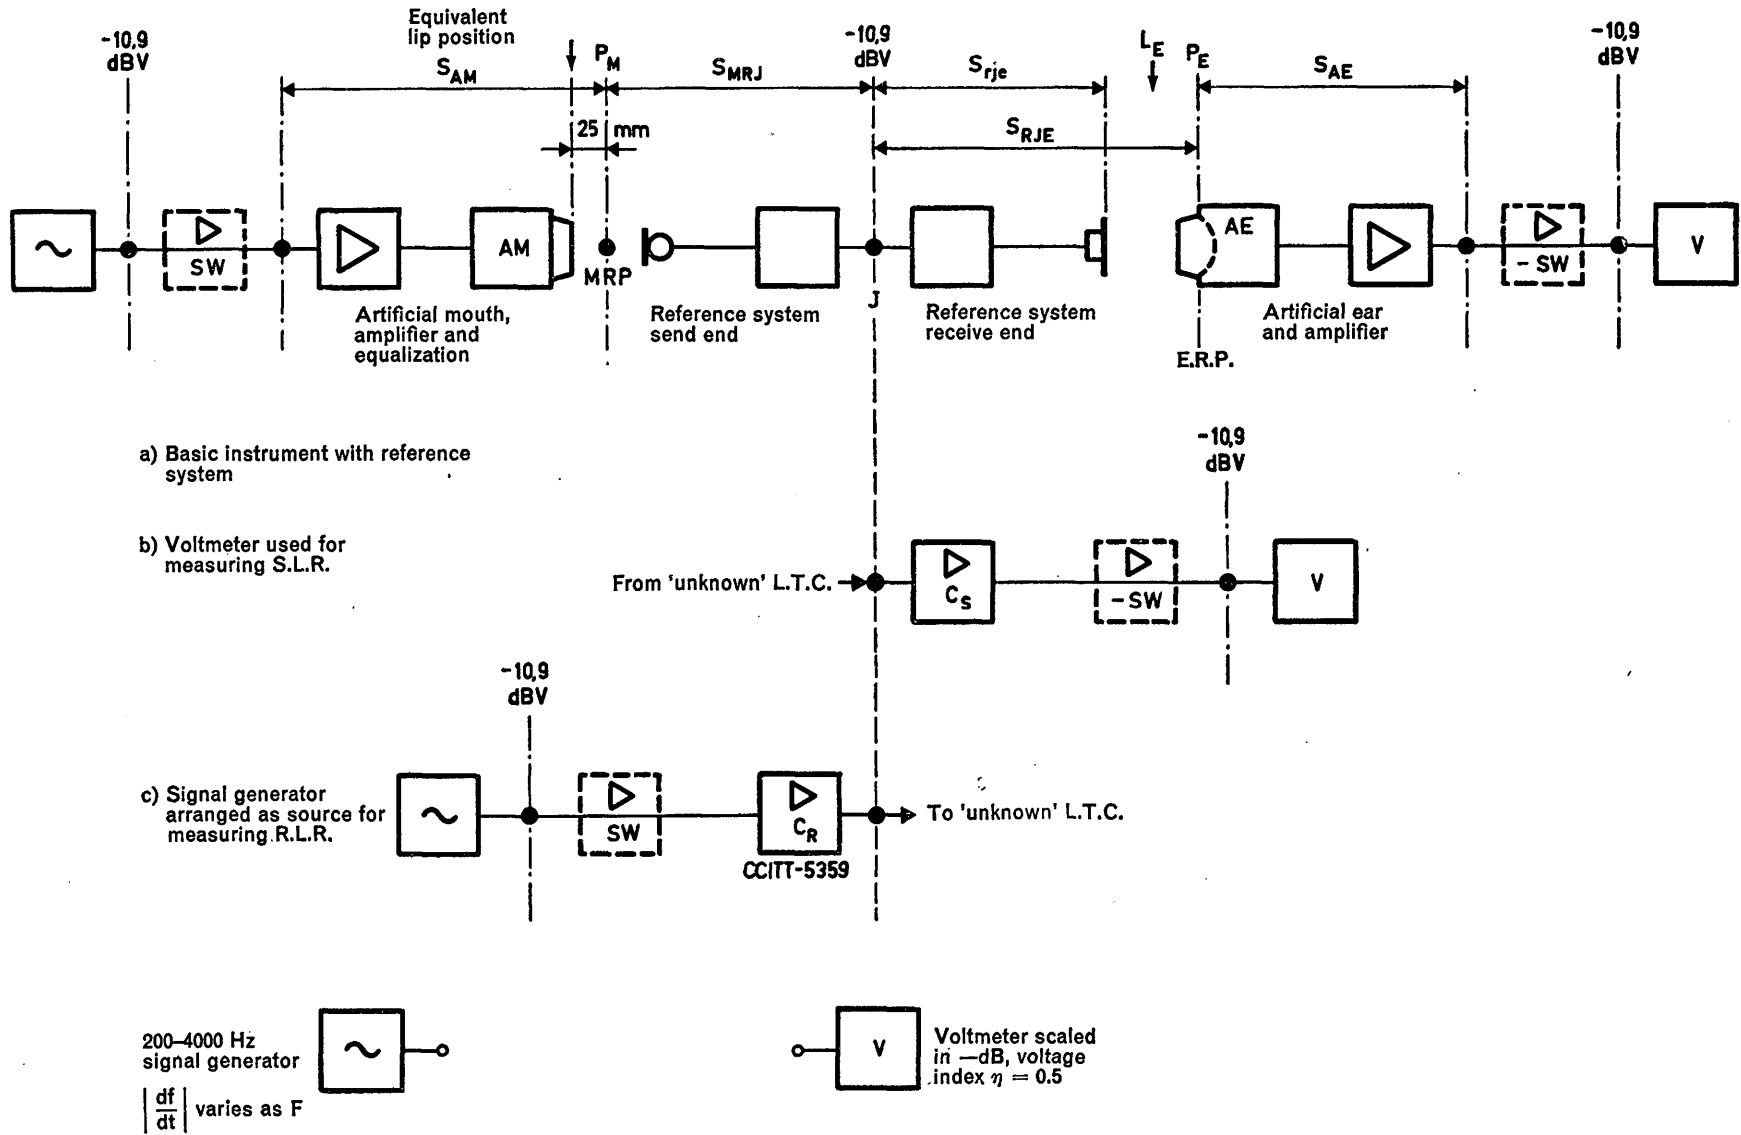 Equivalent
lip position
-10,9
dBV
S_AM
P_M
S_MRJ
-10,9
dBV
S_rje
L_E
P_E
S_AE
-10,9
dBV
25 mm
S_RJE
SW
AM
MRP
J
AE
-SW
V
Artificial mouth,
amplifier and
equalization
Reference system
send end
Reference system
receive end
Artificial ear
and amplifier
E.R.P.
a) Basic instrument with reference
system
-10,9
dBV
b) Voltmeter used for
measuring S.L.R.
From 'unknown' L.T.C.
C_S
-SW
V
-10,9
dBV
c) Signal generator
arranged as source for
measuring R.L.R.
SW
C_R
To 'unknown' L.T.C.
CCITT-5359
200–4000 Hz
signal generator
|df/dt| varies as F
V
Voltmeter scaled
in —dB, voltage
index η = 0.5